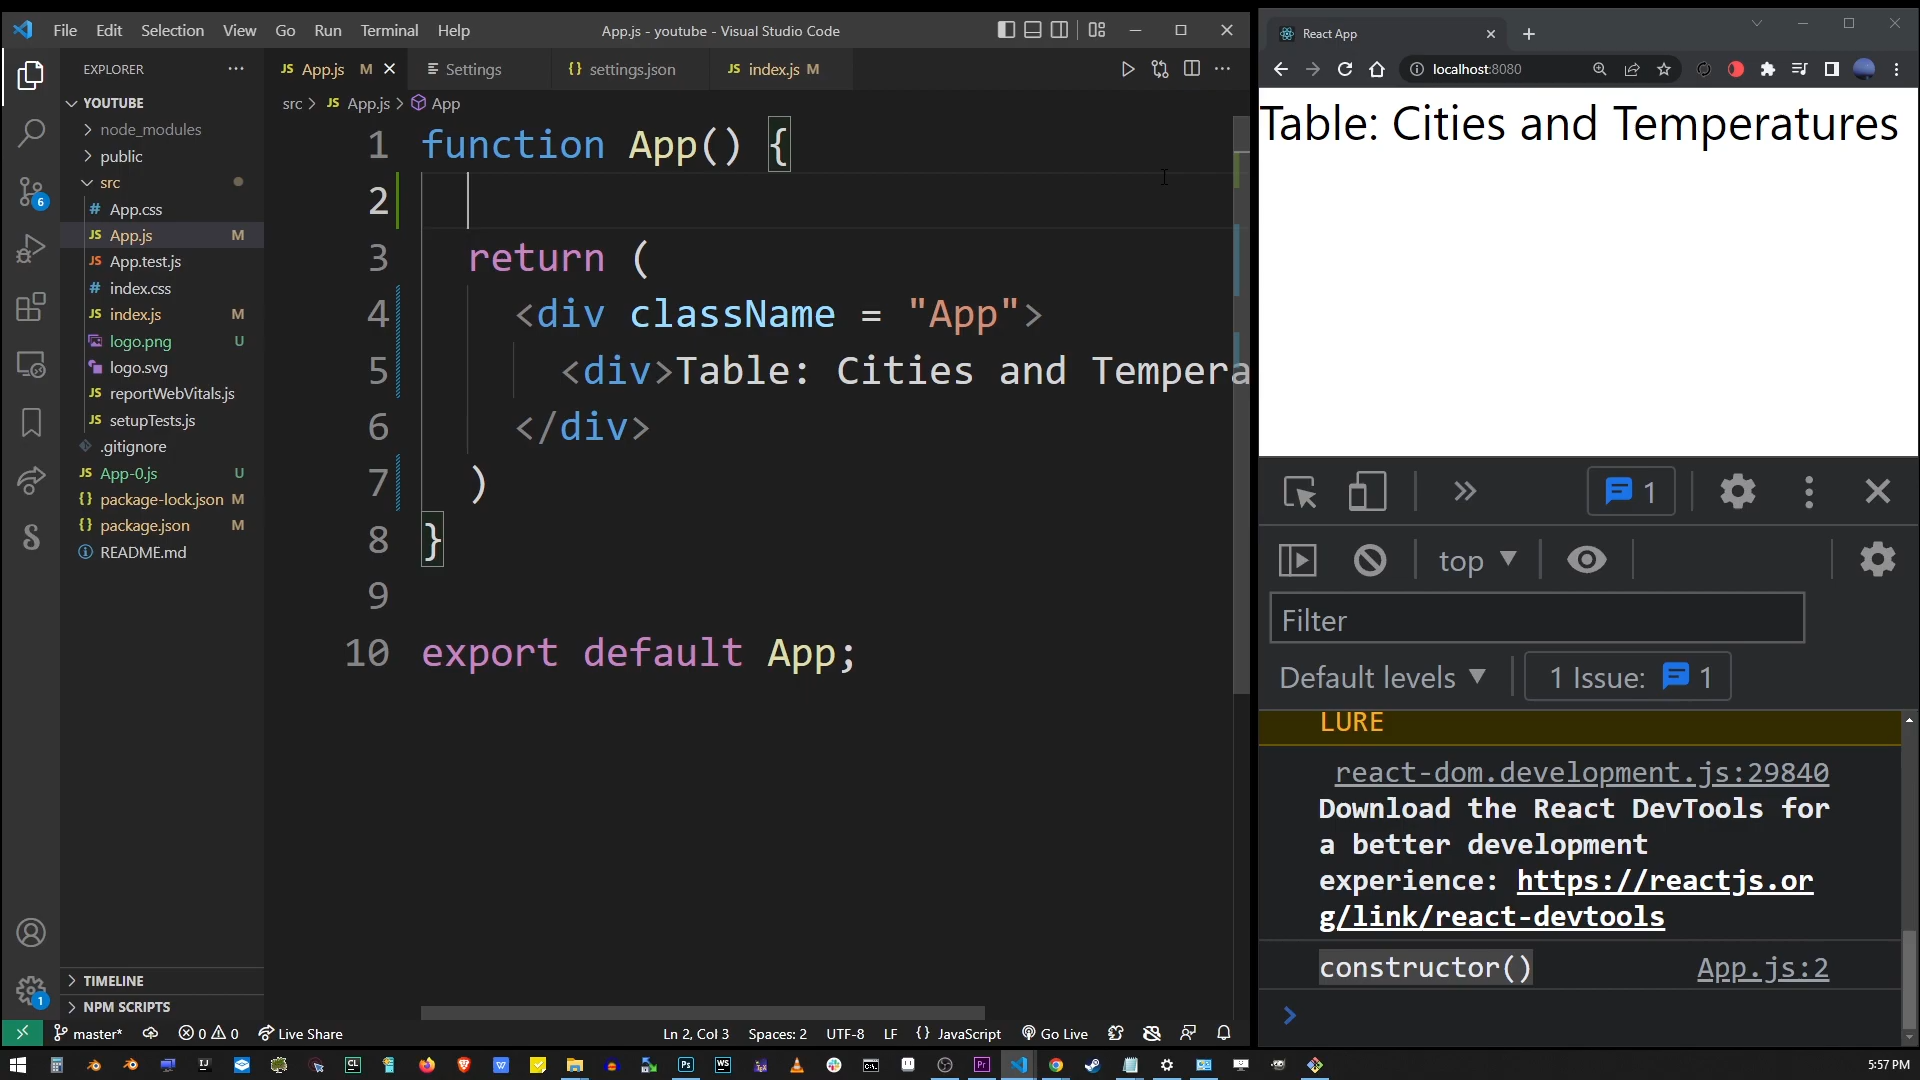 File Edit Selection View Go Run Terminal Help
App.js - youtube - Visual Studio Code
EXPLORER
YOUTUBE
node_modules
public
src
# App.css
JS App.js M
JS App.test.js
# index.css
JS index.js M
logo.png U
logo.svg
JS reportWebVitals.js
JS setupTests.js
.gitignore
JS App-0.js U
{} package-lock.json M
{} package.json M
README.md
TIMELINE
NPM SCRIPTS
6
1
JS App.js M
Settings
{} settings.json
JS index.js M
src > JS App.js > App
1 function App() {
2
3 return (
4 <div className = "App">
5 <div>Table: Cities and Tempera
6 </div>
7 )
8 }
9
10 export default App;
master* 0 0 Live Share
Ln 2, Col 3 Spaces: 2 UTF-8 LF {} JavaScript Go Live
React App
localhost:8080
Table: Cities and Temperatures
1
top
Filter
Default levels 1 Issue: 1
LURE
react-dom.development.js:29840
Download the React DevTools for
a better development
experience: https://reactjs.or
g/link/react-devtools
constructor() App.js:2
CL
Ps
WS
Pr
5:57 PM